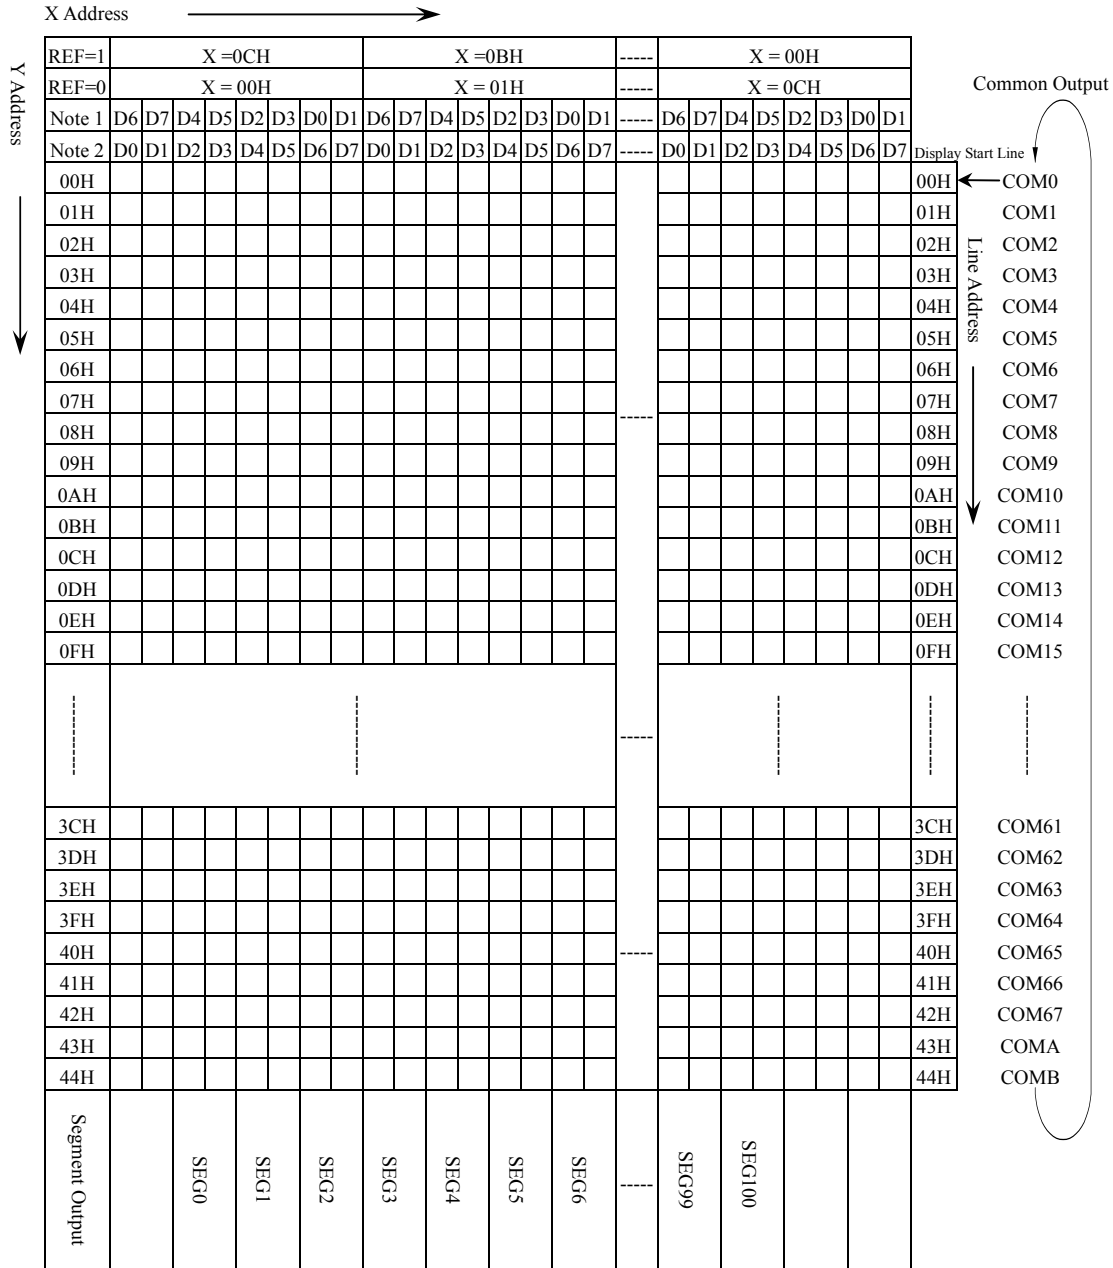 X Address
Y Address
REF=1 X =0CH X =0BH ----- X = 00H
REF=0 X = 00H X = 01H ----- X = 0CH
Common Output
Note 1 D6 D7 D4 D5 D2 D3 D0 D1 D6 D7 D4 D5 D2 D3 D0 D1 ----- D6 D7 D4 D5 D2 D3 D0 D1
Note 2 D0 D1 D2 D3 D4 D5 D6 D7 D0 D1 D2 D3 D4 D5 D6 D7 ----- D0 D1 D2 D3 D4 D5 D6 D7 Display Start Line
00H 00H COM0
01H 01H COM1
02H 02H COM2
03H 03H COM3
04H 04H COM4
05H 05H COM5
Line Address
06H 06H COM6
07H ----- 07H COM7
08H 08H COM8
09H 09H COM9
0AH 0AH COM10
0BH 0BH COM11
0CH 0CH COM12
0DH 0DH COM13
0EH 0EH COM14
0FH 0FH COM15
-----
3CH 3CH COM61
3DH 3DH COM62
3EH 3EH COM63
3FH 3FH COM64
40H ----- 40H COM65
41H 41H COM66
42H 42H COM67
43H 43H COMA
44H 44H COMB
Segment Output SEG0 SEG1 SEG2 SEG3 SEG4 SEG5 SEG6 ----- SEG99 SEG100